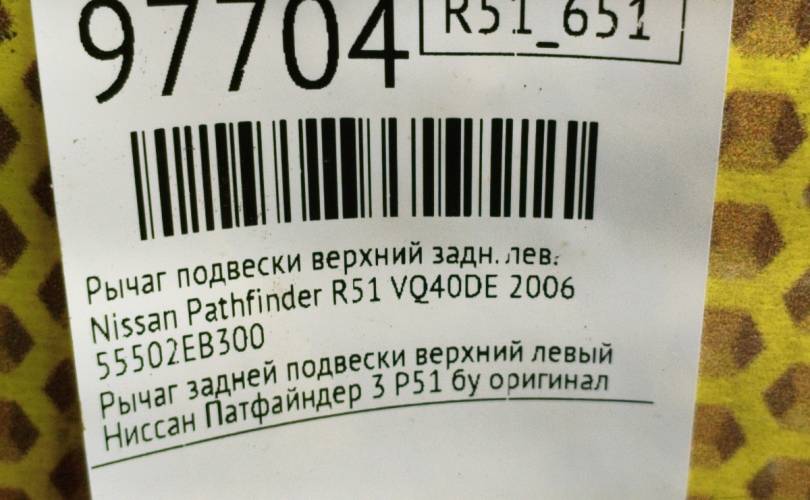 97704
R51_651
Рычаг подвески верхний задн. лев.
Nissan Pathfinder R51 VQ40DE 2006
55502EB300
Рычаг задней подвески верхний левый
Ниссан Патфайндер 3 Р51 бу оригинал